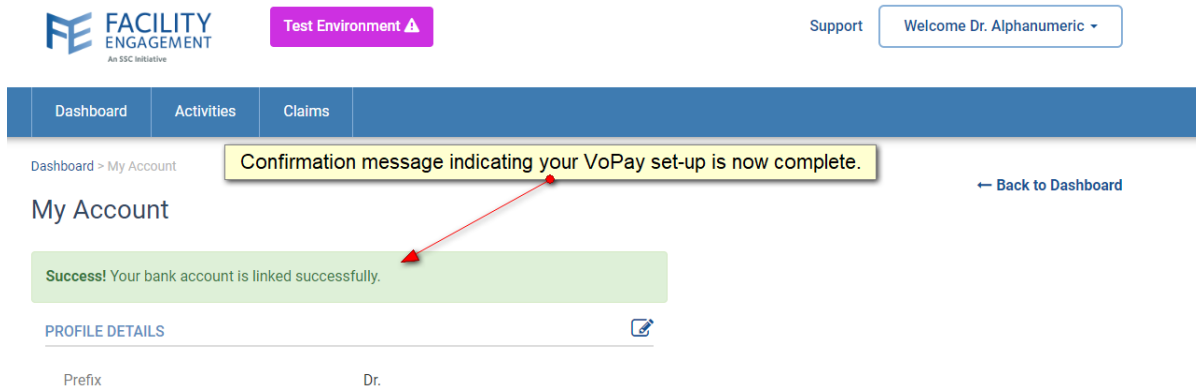 FACILITY
ENGAGEMENT
An SSC Initiative
Test Environment
Support
Welcome Dr. Alphanumeric
Dashboard
Activities
Claims
Dashboard > My Account
Confirmation message indicating your VoPay set-up is now complete.
← Back to Dashboard
My Account
Success! Your bank account is linked successfully.
PROFILE DETAILS
Prefix Dr.